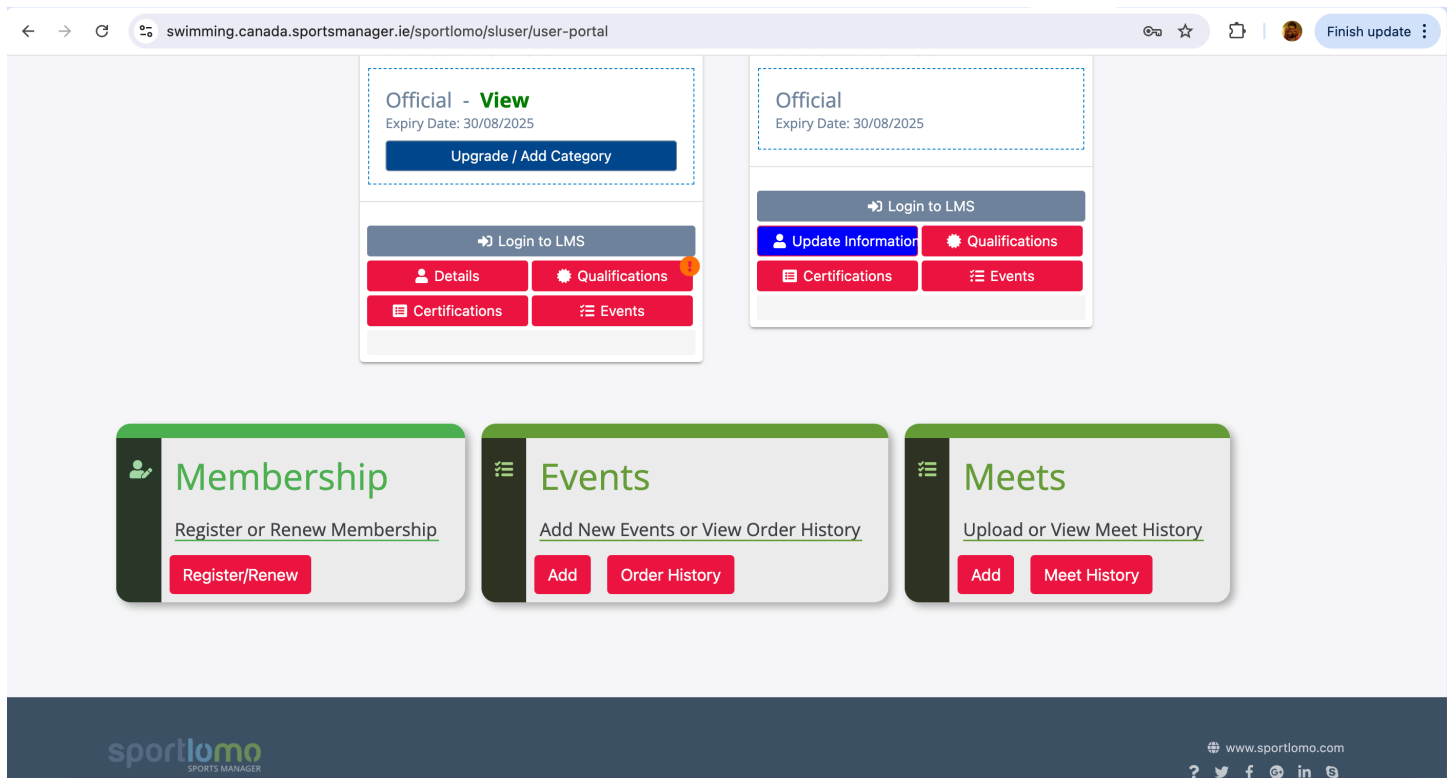 swimming.canada.sportsmanager.ie/sportlomo/sluser/user-portal
Finish update
Official - View
Expiry Date: 30/08/2025
Upgrade / Add Category
Login to LMS
Details
Qualifications
!
Certifications
Events
Official
Expiry Date: 30/08/2025
Login to LMS
Update Information
Qualifications
Certifications
Events
Membership
Register or Renew Membership
Register/Renew
Events
Add New Events or View Order History
Add
Order History
Meets
Upload or View Meet History
Add
Meet History
sportlomo
SPORTS MANAGER
www.sportlomo.com